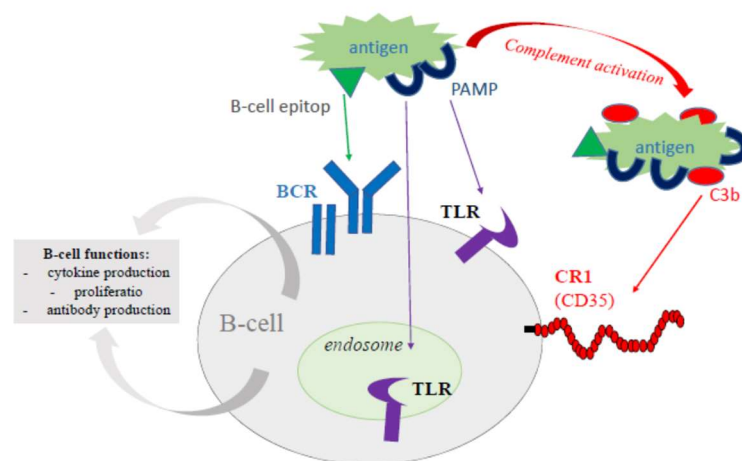 antigen
Complement activation
PAMP
B-cell epitop
antigen
BCR
TLR
C3b
B-cell functions:
- cytokine production
- proliferatio
- antibody production
CR1
(CD35)
B-cell
endosome
TLR